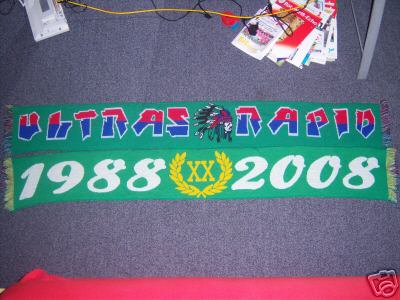 ULTRAS RAPID
1988 XX 2008